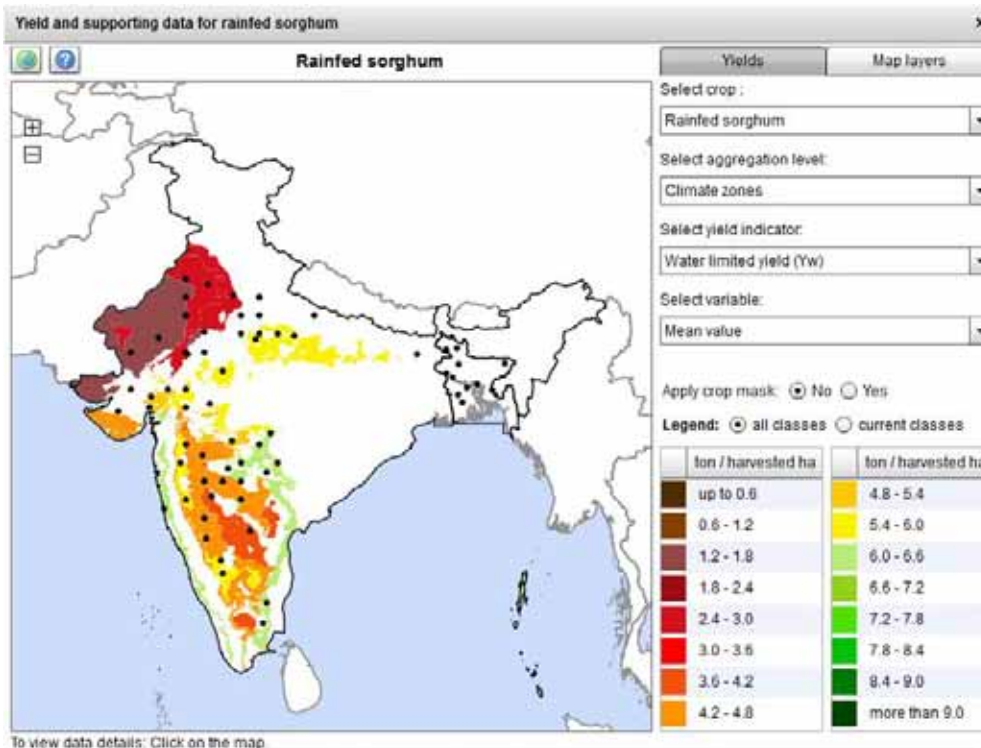 Yield and supporting data for rainfed sorghum
Rainfed sorghum
Yields
Map layers
Select crop :
Rainfed sorghum
Select aggregation level:
Climate zones
Select yield indicator:
Water limited yield (Yw)
Select variable:
Mean value
Apply crop mask: No Yes
Legend: all classes current classes
ton / harvested ha ton / harvested ha
up to 0.6 4.8 - 5.4
0.6 - 1.2 5.4 - 6.0
1.2 - 1.8 6.0 - 6.6
1.8 - 2.4 6.6 - 7.2
2.4 - 3.0 7.2 - 7.8
3.0 - 3.6 7.8 - 8.4
3.6 - 4.2 8.4 - 9.0
4.2 - 4.8 more than 9.0
To view data details: Click on the map.